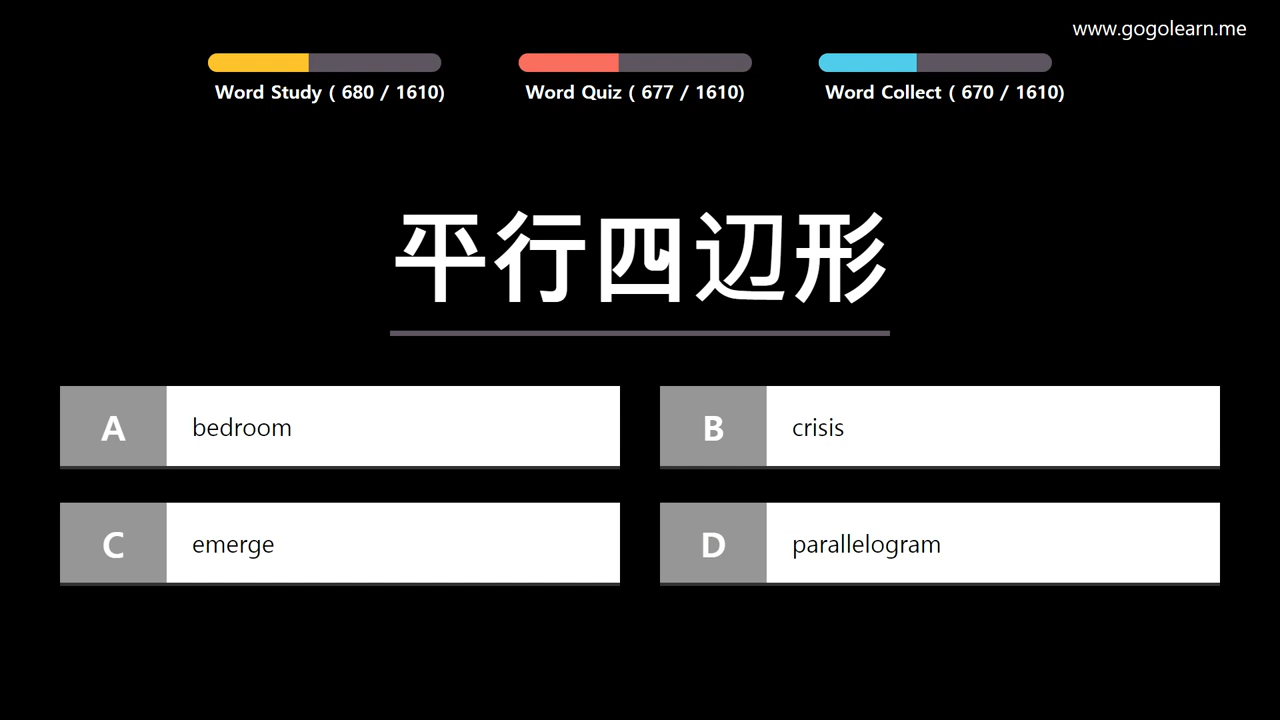 www.gogolearn.me
Word Study ( 680 / 1610)
Word Quiz ( 677 / 1610)
Word Collect ( 670 / 1610)
平行四边形
A bedroom
B crisis
C emerge
D parallelogram